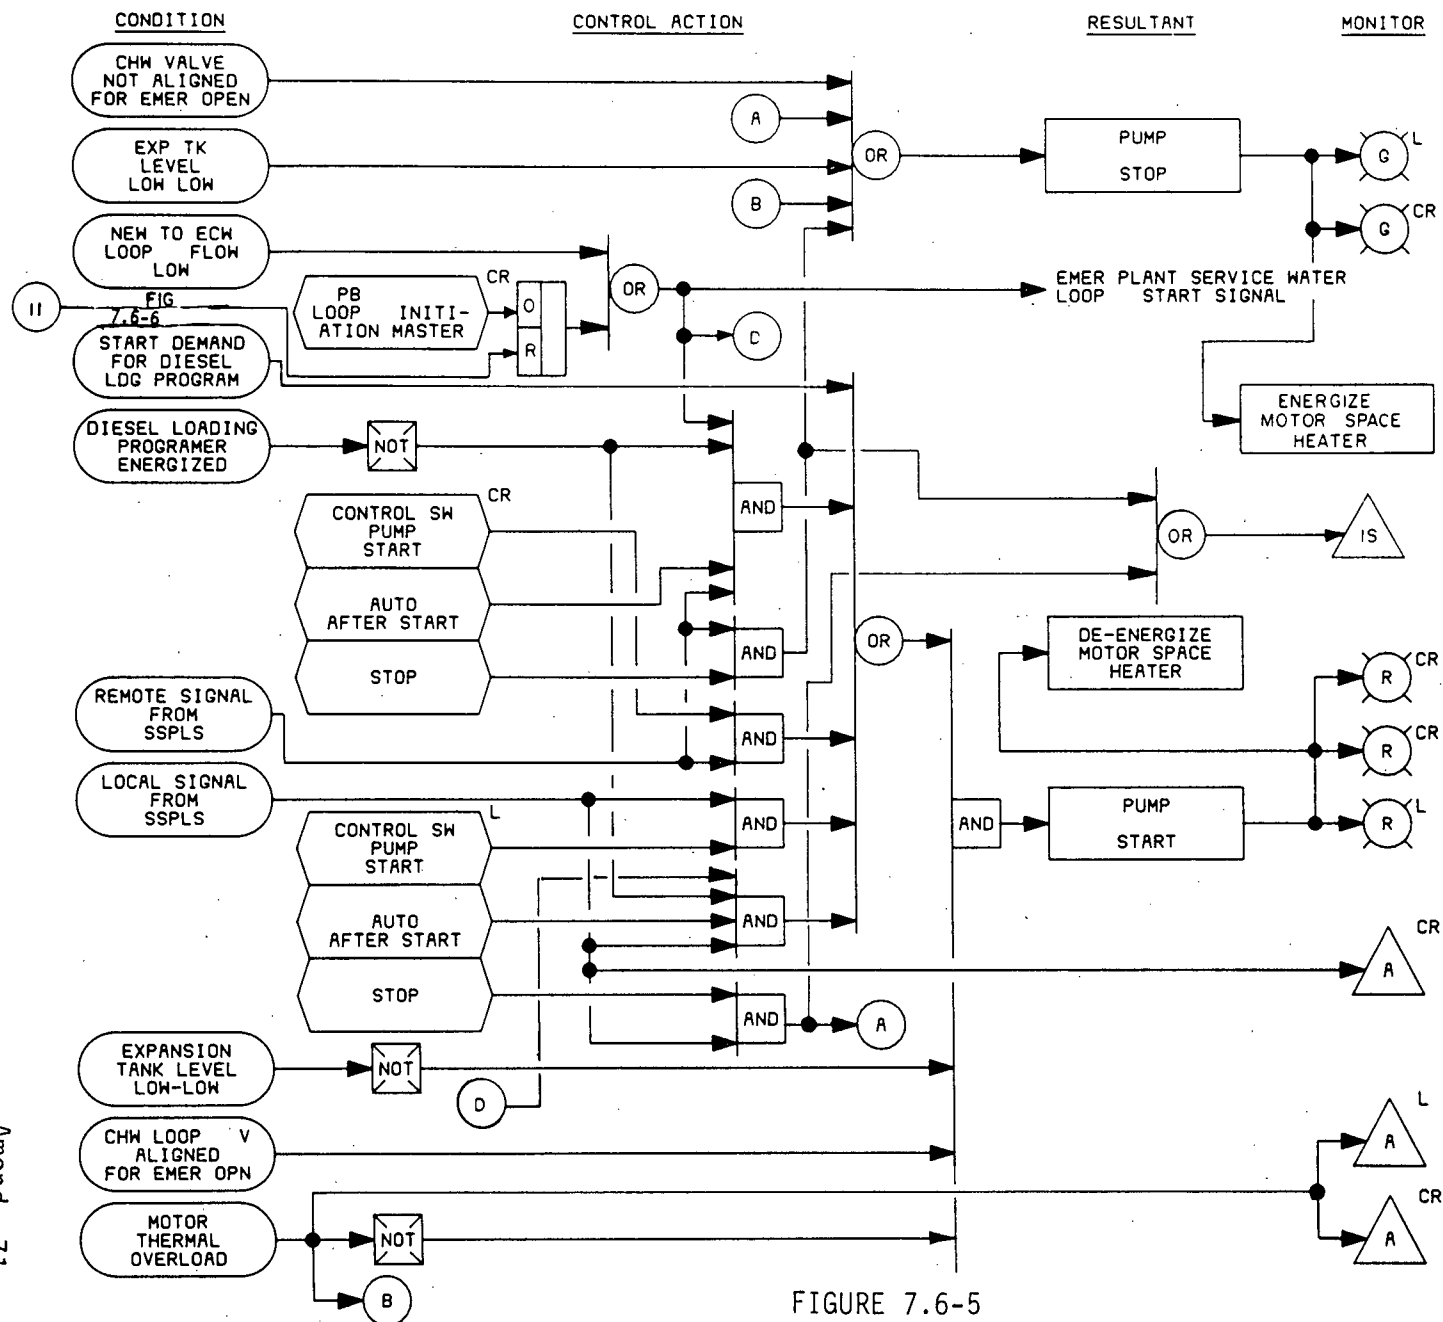 CONDITION CONTROL ACTION RESULTANT MONITOR
CHW VALVE
NOT ALIGNED
FOR EMER OPEN
A
EXP TK
LEVEL
LOW LOW
OR
PUMP
STOP
G L
B
G CR
NEW TO ECW
LOOP FLOW
LOW
11
FIG
7.6-6
PB
LOOP INITI-
ATION MASTER
CR
O
R
OR
EMER PLANT SERVICE WATER
LOOP START SIGNAL
D
START DEMAND
FOR DIESEL
LDG PROGRAM
ENERGIZE
MOTOR SPACE
HEATER
DIESEL LOADING
PROGRAMER
ENERGIZED
NOT
CR
CONTROL SW
PUMP
START
AND
OR
IS
AUTO
AFTER START
STOP
AND
OR
DE-ENERGIZE
MOTOR SPACE
HEATER
R CR
REMOTE SIGNAL
FROM
SSPLS
AND
R CR
LOCAL SIGNAL
FROM
SSPLS
L
CONTROL SW
PUMP
START
AND
AND
PUMP
START
R L
AUTO
AFTER START
AND
A CR
STOP
AND
A
EXPANSION
TANK LEVEL
LOW-LOW
NOT
D
CHW LOOP V
ALIGNED
FOR EMER OPN
A L
MOTOR
THERMAL
OVERLOAD
NOT
A CR
B
FIGURE 7.6-5